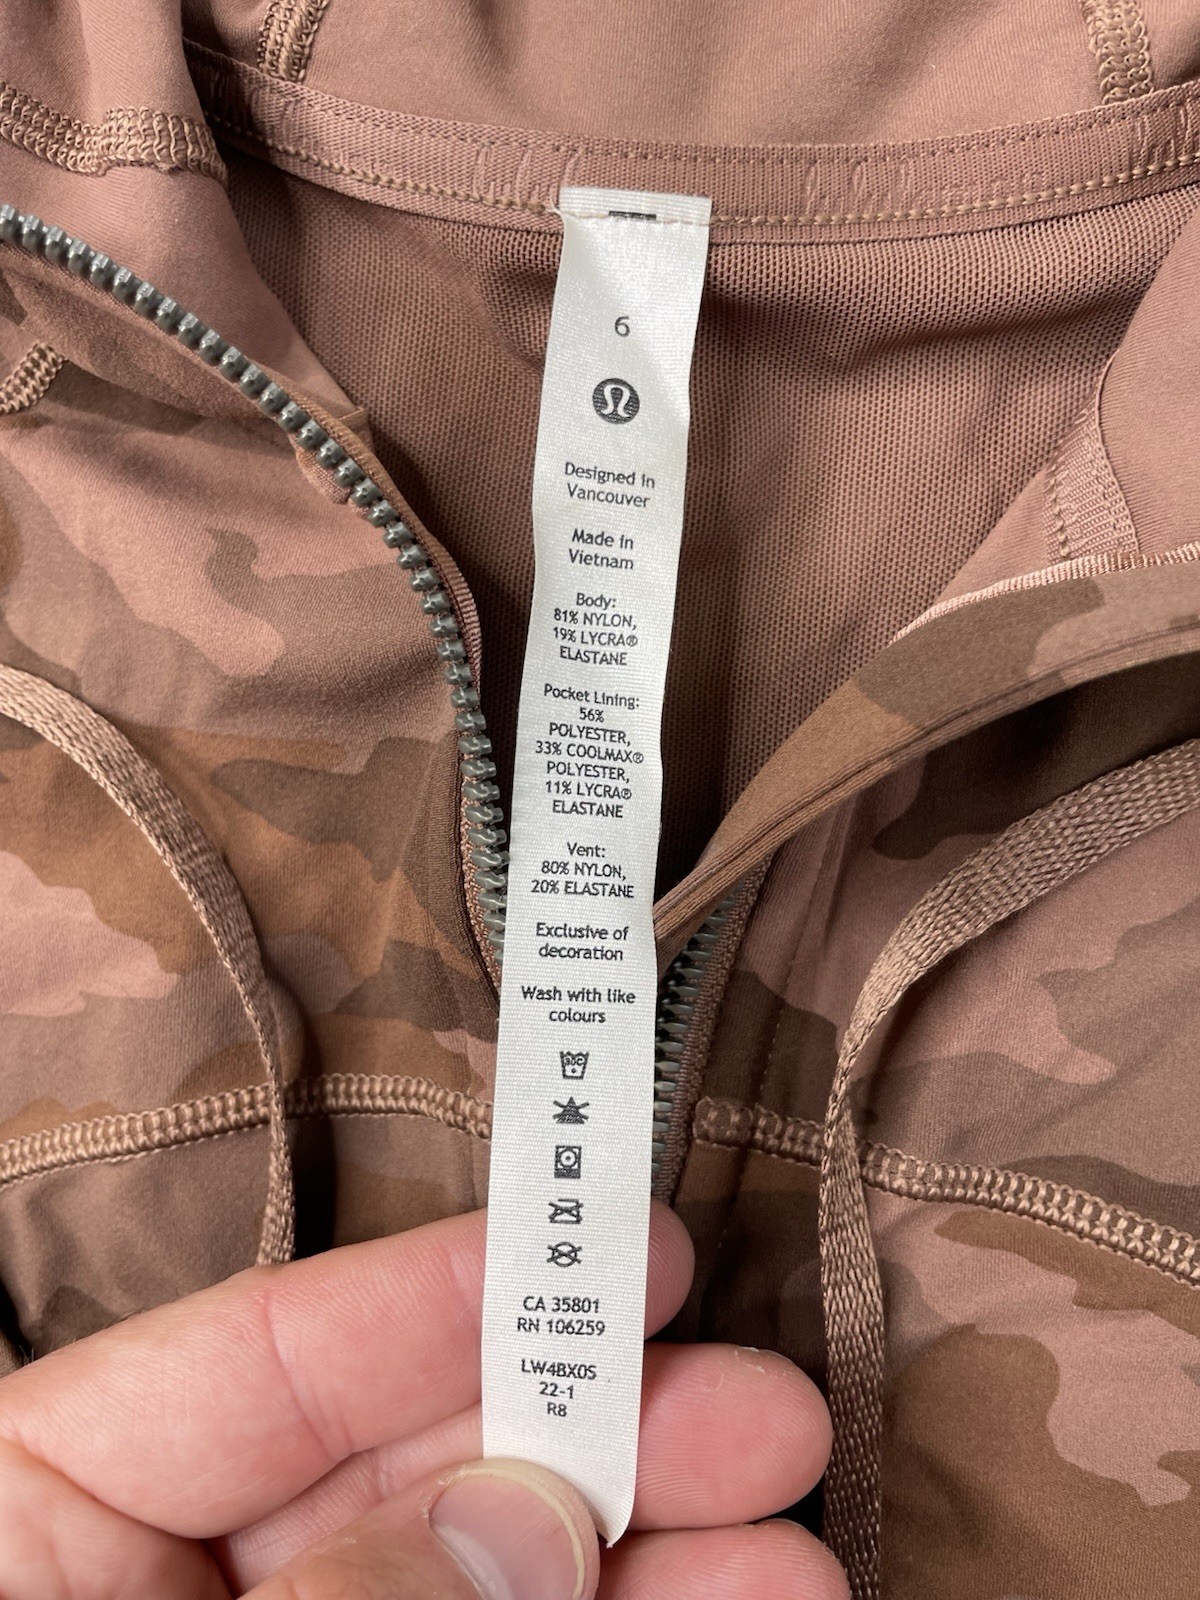 6
Designed in
Vancouver
Made in
Vietnam
Body:
81% NYLON,
19% LYCRA®
ELASTANE
Pocket Lining:
56%
POLYESTER,
33% COOLMAX®
POLYESTER,
11% LYCRA®
ELASTANE
Vent:
80% NYLON,
20% ELASTANE
Exclusive of
decoration
Wash with like
colours
30C
CA 35801
RN 106259
LW4BX0S
22-1
R8